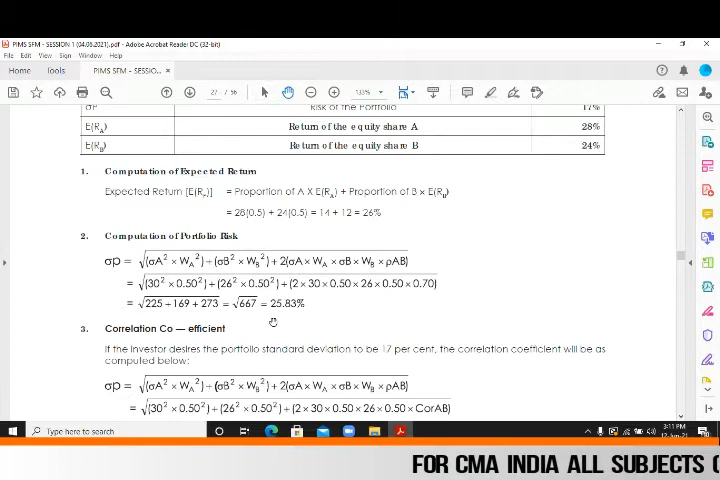 PIMS SFM - SESSION 1 (04.06.2021).pdf - Adobe Acrobat Reader DC (32-bit)
File Edit View Sign Window Help
Home Tools PIMS SFM - SESSIO... ×
27 / 56 133%
σP Risk of the Portfolio 17%
E(RA) Return of the equity share A 28%
E(RB) Return of the equity share B 24%
1. Computation of Expected Return
Expected Return [E(RP)] = Proportion of A X E(RA) + Proportion of B × E(RB)
= 28(0.5) + 24(0.5) = 14 + 12 = 26%
2. Computation of Portfolio Risk
σp = √(σA² × WA²) + (σB² × WB²) + 2(σA × WA × σB × WB × ρAB)
= √(30² × 0.50²) + (26² × 0.50²) + (2 × 30 × 0.50 × 26 × 0.50 × 0.70)
= √225 + 169 + 273 = √667 = 25.83%
3. Correlation Co — efficient
If the investor desires the portfolio standard deviation to be 17 per cent, the correlation coefficient will be as
computed below:
σp = √(σA² × WA²) + (σB² × WB²) + 2(σA × WA × σB × WB × ρAB)
= √(30² × 0.50²) + (26² × 0.50²) + (2 × 30 × 0.50 × 26 × 0.50 × CorAB)
Type here to search
3:11 PM
FOR CMA INDIA ALL SUBJECTS